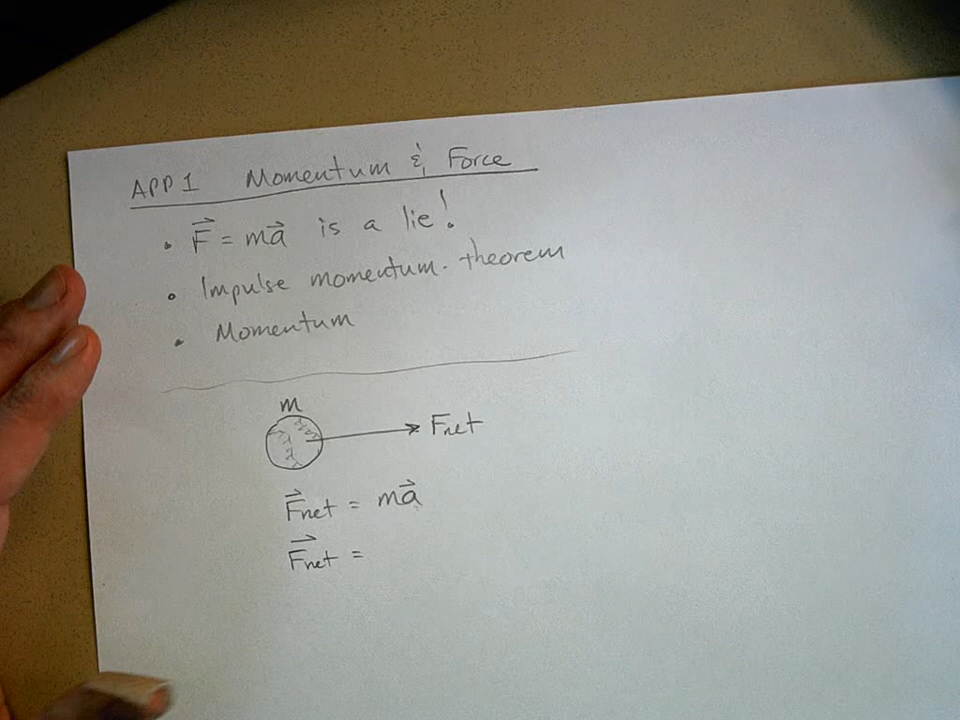 APP 1 Momentum & Force
• F⃗ = ma⃗ is a lie!
• Impulse momentum. theorem
• Momentum
m
Fnet
F⃗net = ma⃗
F⃗net =